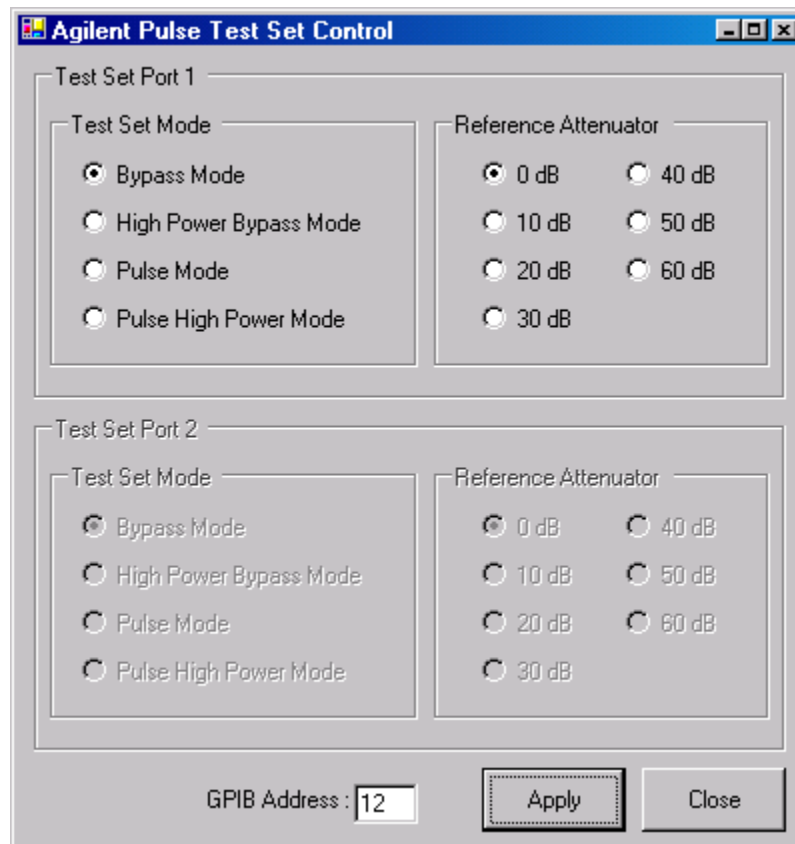 Agilent Pulse Test Set Control
Test Set Port 1
Test Set Mode
Bypass Mode
High Power Bypass Mode
Pulse Mode
Pulse High Power Mode
Reference Attenuator
0 dB
40 dB
10 dB
50 dB
20 dB
60 dB
30 dB
Test Set Port 2
Test Set Mode
Bypass Mode
High Power Bypass Mode
Pulse Mode
Pulse High Power Mode
Reference Attenuator
0 dB
40 dB
10 dB
50 dB
20 dB
60 dB
30 dB
GPIB Address : 12
Apply
Close